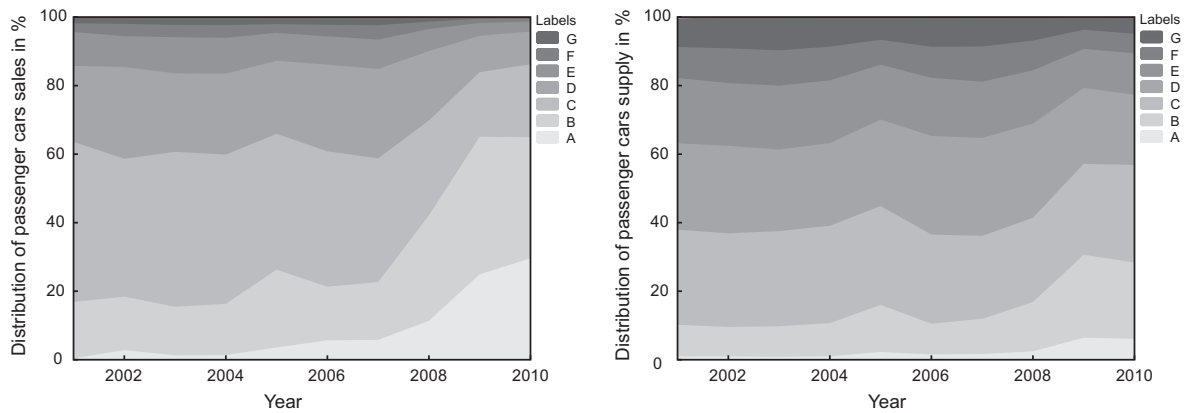 Distribution of passenger cars sales in %
100
80
60
40
20
0
2002 2004 2006 2008 2010
Year
Labels
G
F
E
D
C
B
A
Distribution of passenger cars supply in %
100
80
60
40
20
0
2002 2004 2006 2008 2010
Year
Labels
G
F
E
D
C
B
A